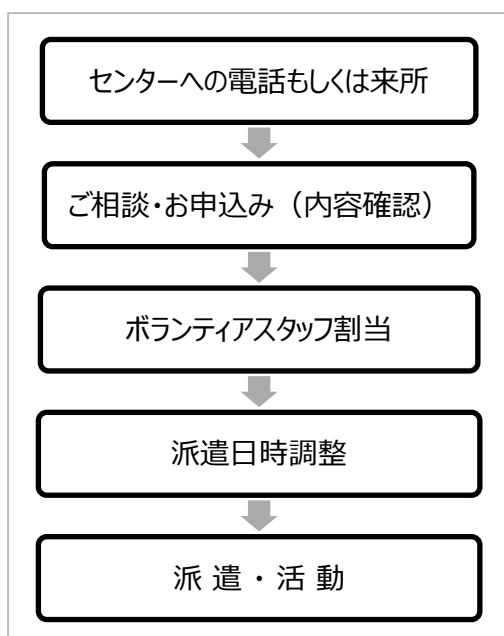 センターへの電話もしくは来所
ご相談・お申込み（内容確認）
ボランティアスタッフ割当
派遣日時調整
派 遣 ・ 活 動